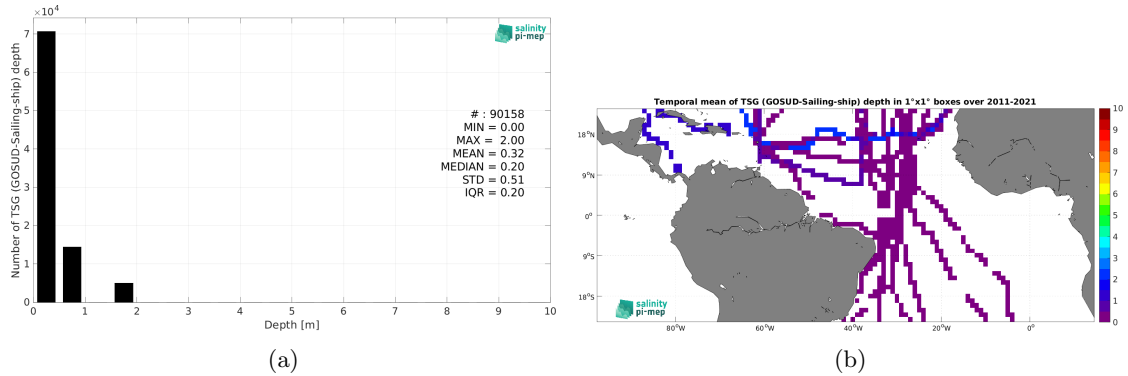 ×10⁴
7
6
5
4
3
2
1
0
Number of TSG (GOSUD-Sailing-ship) depth
salinity
pi-mep
# : 90158
MIN = 0.00
MAX = 2.00
MEAN = 0.32
MEDIAN = 0.20
STD = 0.51
IQR = 0.20
0 1 2 3 4 5 6 7 8 9 10
Depth [m]
(a)
Temporal mean of TSG (GOSUD-Sailing-ship) depth in 1°x1° boxes over 2011-2021
18°N
9°N
0°
9°S
18°S
salinity
pi-mep
80°W 60°W 40°W 20°W 0°
10
9
8
7
6
5
4
3
2
1
0
(b)